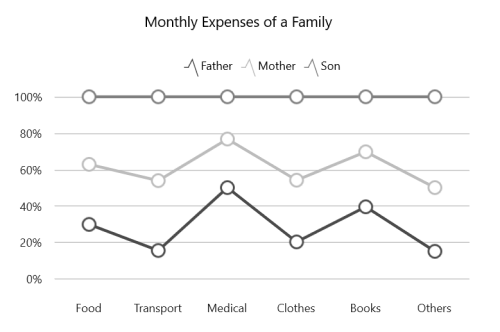 Monthly Expenses of a Family
Father Mother Son
100%
80%
60%
40%
20%
0%
Food Transport Medical Clothes Books Others